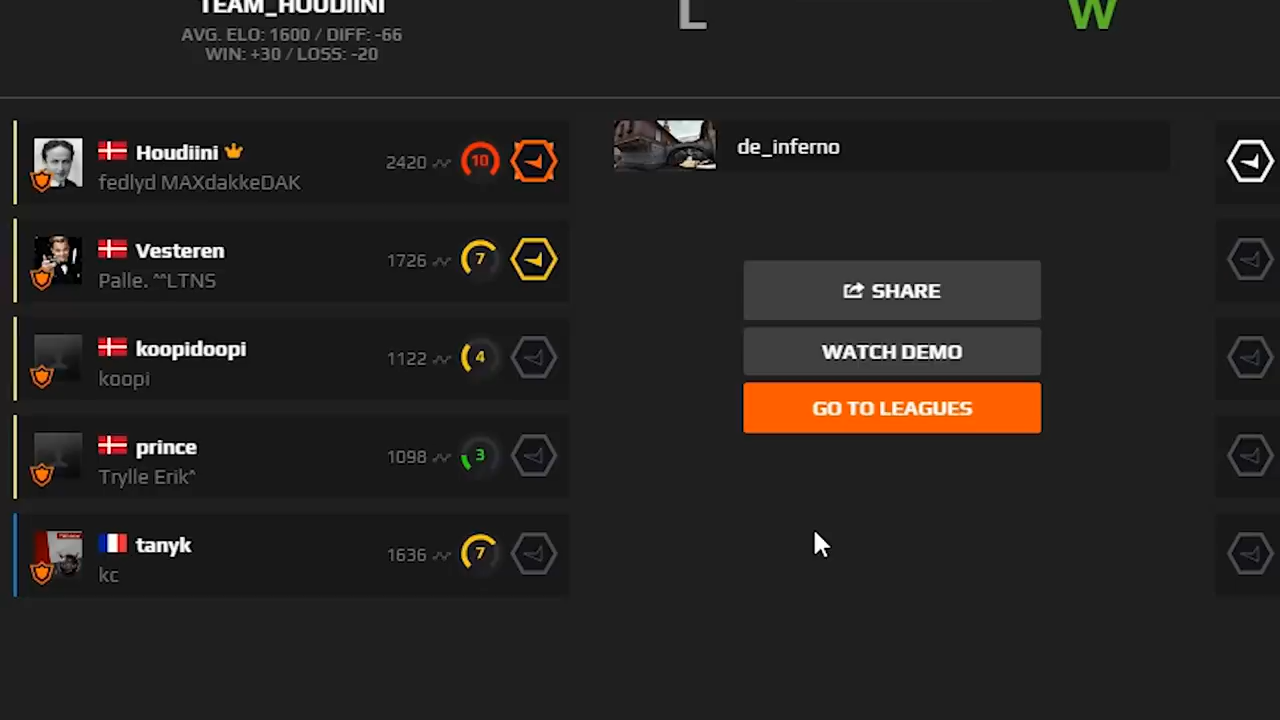 TEAM_HOUDIINI
AVG. ELO: 1600 / DIFF: -66
WIN: +30 / LOSS: -20
L
W
Houdiini
fedlyd MAXdakkeDAK
2420
10
Vesteren
Palle. ^^LTNS
1726
7
koopidoopi
koopi
1122
4
prince
Trylle Erik^
1098
3
tanyk
kc
1636
7
de_inferno
SHARE
WATCH DEMO
GO TO LEAGUES